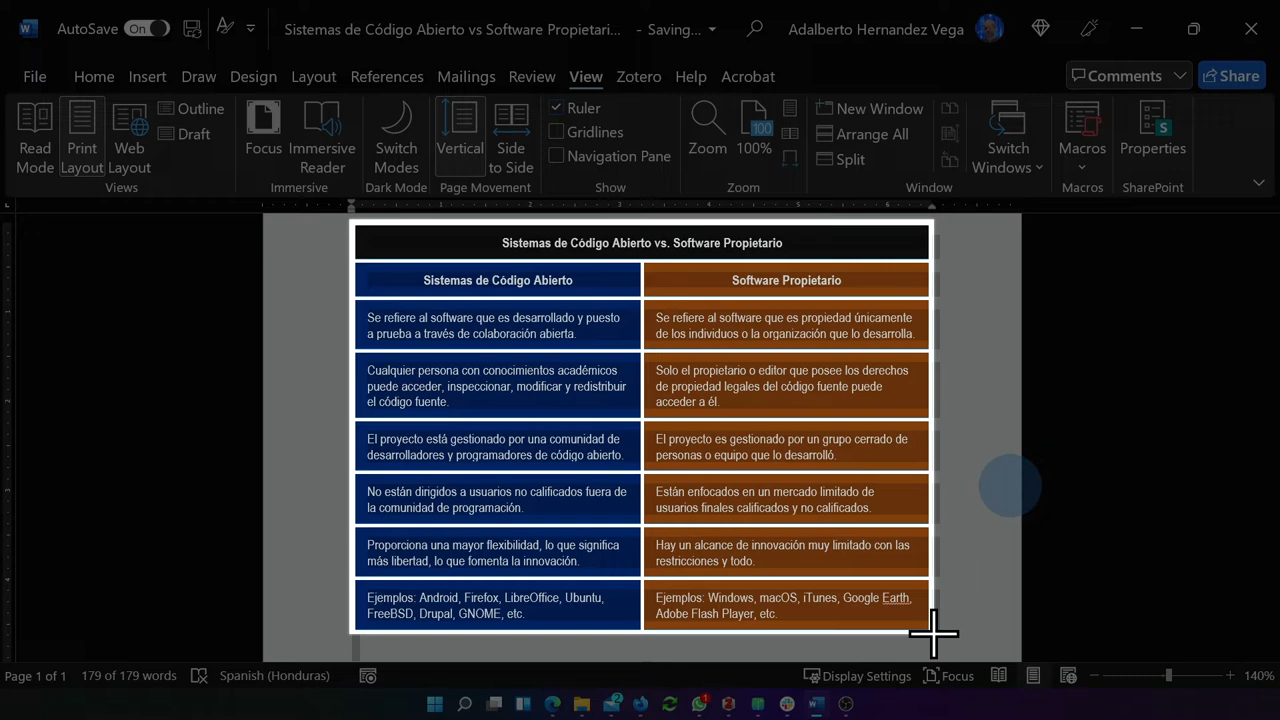 AutoSave On
Sistemas de Código Abierto vs Software Propietari... - Saving...
Adalberto Hernandez Vega
File Home Insert Draw Design Layout References Mailings Review View Zotero Help Acrobat
Comments Share
Read Mode
Print Layout
Web Layout
Outline
Draft
Views
Focus
Immersive Reader
Immersive
Switch Modes
Dark Mode
Vertical
Side to Side
Page Movement
Ruler
Gridlines
Navigation Pane
Show
Zoom
100
100%
Zoom
New Window
Arrange All
Split
Switch Windows
Window
Macros
Macros
S
Properties
SharePoint
L
1 2 3 4 5 6
Sistemas de Código Abierto vs. Software Propietario
Sistemas de Código Abierto
Software Propietario
Se refiere al software que es desarrollado y puesto
a prueba a través de colaboración abierta.
Se refiere al software que es propiedad únicamente
de los individuos o la organización que lo desarrolla.
Cualquier persona con conocimientos académicos
puede acceder, inspeccionar, modificar y redistribuir
el código fuente.
Solo el propietario o editor que posee los derechos
de propiedad legales del código fuente puede
acceder a él.
El proyecto está gestionado por una comunidad de
desarrolladores y programadores de código abierto.
El proyecto es gestionado por un grupo cerrado de
personas o equipo que lo desarrolló.
No están dirigidos a usuarios no calificados fuera de
la comunidad de programación.
Están enfocados en un mercado limitado de
usuarios finales calificados y no calificados.
Proporciona una mayor flexibilidad, lo que significa
más libertad, lo que fomenta la innovación.
Hay un alcance de innovación muy limitado con las
restricciones y todo.
Ejemplos: Android, Firefox, LibreOffice, Ubuntu,
FreeBSD, Drupal, GNOME, etc.
Ejemplos: Windows, macOS, iTunes, Google Earth,
Adobe Flash Player, etc.
Page 1 of 1 179 of 179 words Spanish (Honduras) Display Settings Focus 140%
2
1